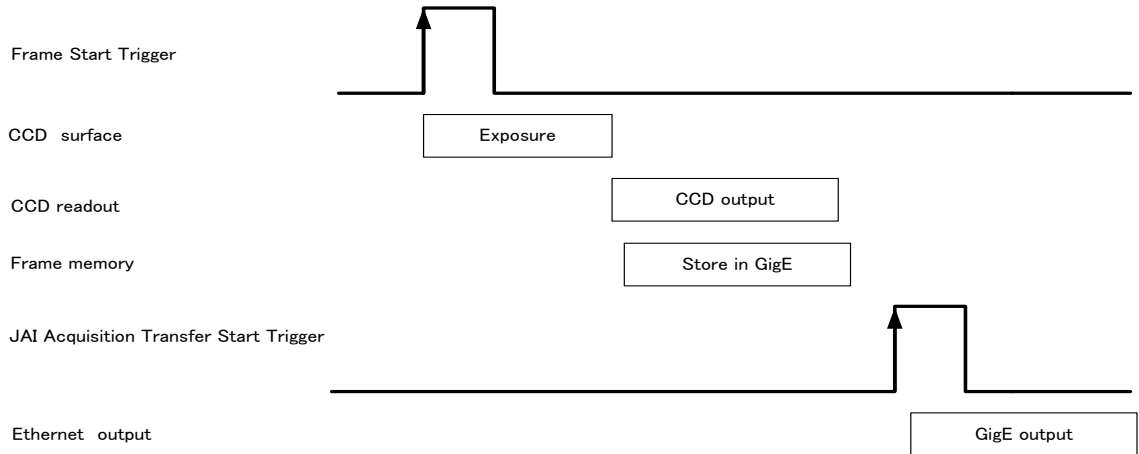 Frame Start Trigger
CCD surface
Exposure
CCD readout
CCD output
Frame memory
Store in GigE
JAI Acquisition Transfer Start Trigger
Ethernet output
GigE output